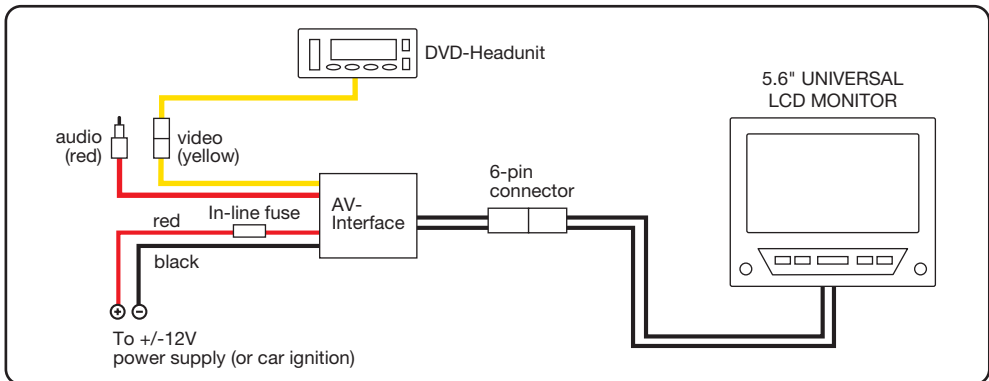 DVD-Headunit
5.6" UNIVERSAL
LCD MONITOR
audio
(red)
video
(yellow)
6-pin
connector
AV-
Interface
red
In-line fuse
black
+
−
To +/-12V
power supply (or car ignition)